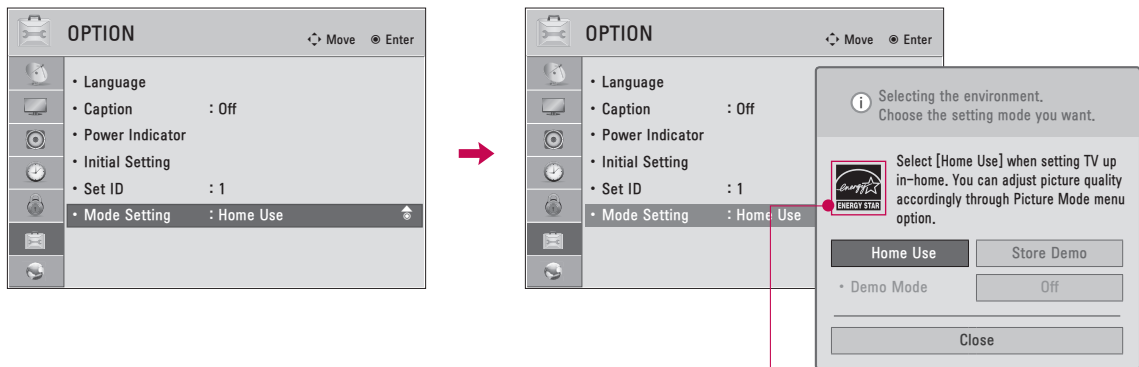 OPTION
Move Enter
• Language
• Caption : Off
• Power Indicator
• Initial Setting
• Set ID : 1
• Mode Setting : Home Use
OPTION
Move Enter
• Language
• Caption : Off
• Power Indicator
• Initial Setting
• Set ID : 1
• Mode Setting : Home Use
i
Selecting the environment.
Choose the setting mode you want.
energy
ENERGY STAR
Select [Home Use] when setting TV up
in-home. You can adjust picture quality
accordingly through Picture Mode menu
option.
Home Use Store Demo
• Demo Mode Off
Close